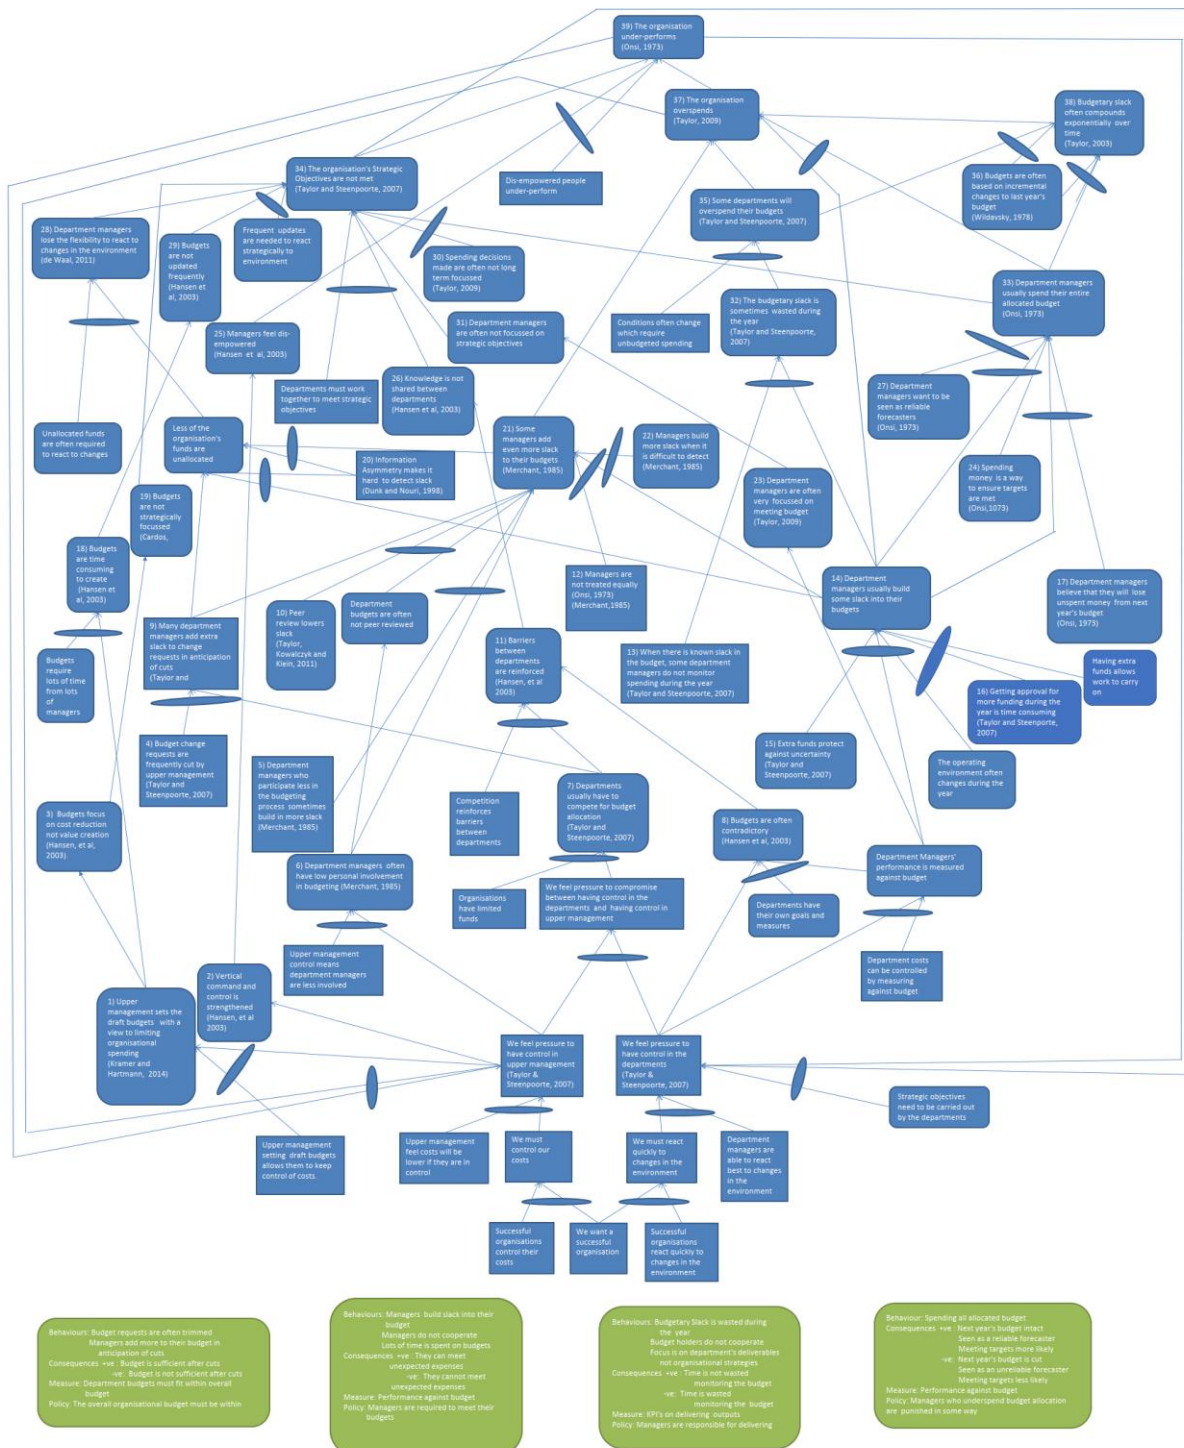 39) The organisation
under-performs
(Onsi, 1973)
37) The organisation
overspends
(Taylor, 2009)
38) Budgetary slack
often compounds
exponentially over
time
(Taylor, 2003)
34) The organisation's Strategic
Objectives are not met
(Taylor and Steenpoorte, 2007)
Dis-empowered people
under-perform
36) Budgets are often
based on incremental
changes to last year's
budget
(Wildavsky, 1978)
35) Some departments will
overspend their budgets
(Taylor and Steenpoorte, 2007)
28) Department managers
lose the flexibility to react to
changes in the environment
(de Waal, 2011)
29) Budgets
are not
updated
frequently
(Hansen et
al, 2003)
Frequent updates
are needed to react
strategically to
environment
30) Spending decisions
made are often not long
term focussed
(Taylor, 2009)
33) Department managers
usually spend their entire
allocated budget
(Onsi, 1973)
32) The budgetary slack is
sometimes wasted during
the year
(Taylor and Steenpoorte,
2007)
31) Department managers
are often not focussed on
strategic objectives
Conditions often change
which require
unbudgeted spending
25) Managers feel dis-
empowered
(Hansen et al, 2003)
Departments must work
together to meet strategic
objectives
26) Knowledge is not
shared between
departments
(Hansen et al, 2003)
27) Department
managers want to be
seen as reliable
forecasters
(Onsi, 1973)
Unallocated funds
are often required
to react to changes
Less of the
organisation's
funds are
unallocated
21) Some
managers add
even more slack
to their budgets
(Merchant, 1985)
22) Managers build
more slack when it
is difficult to detect
(Merchant, 1985)
20) Information
Asymmetry makes it
hard to detect slack
(Dunk and Nouri, 1998)
23) Department
managers are often
very focussed on
meeting budget
(Taylor, 2009)
24) Spending
money is a way
to ensure targets
are met
(Onsi,1073)
19) Budgets
are not
strategically
focussed
(Cardos,
18) Budgets
are time
consuming
to create
(Hansen et
al, 2003)
12) Managers are
not treated equally
(Onsi, 1973)
(Merchant,1985)
14) Department managers
usually build
some slack into their
budgets
17) Department managers
believe that they will lose
unspent money from next
year's budget
(Onsi, 1973)
9) Many department
managers add extra
slack to change
requests in anticipation
of cuts
(Taylor and
10) Peer
review lowers
slack
(Taylor,
Kowalczyk and
Klein, 2011)
Department
budgets are often
not peer reviewed
11) Barriers
between
departments
are reinforced
(Hansen, et al
2003)
13) When there is known slack in
the budget, some department
managers do not monitor
spending during the year
(Taylor and Steenpoorte, 2007)
Budgets
require
lots of time
from lots
of
managers
Having extra
funds allows
work to carry
on
16) Getting approval for
more funding during the
year is time consuming
(Taylor and Steenporte,
2007)
15) Extra funds protect
against uncertainty
(Taylor and
Steenpoorte, 2007)
The operating
environment often
changes during the
year
4) Budget change
requests are
frequently cut by
upper management
(Taylor and
Steenpoorte, 2007)
5) Department
managers who
participate less in
the budgeting
process sometimes
build in more slack
(Merchant, 1985)
3) Budgets focus
on cost reduction
not value creation
(Hansen, et al,
2003).
Competition
reinforces
barriers
between
departments
7) Departments
usually have to
compete for budget
allocation
(Taylor and
Steenpoorte, 2007)
8) Budgets are often
contradictory
(Hansen et al, 2003)
Department Managers'
performance is measured
against budget
6) Department managers often
have low personal involvement
in budgeting (Merchant, 1985)
Organisations
have limited
funds
We feel pressure to compromise
between having control in the
departments and having control in
upper management
Departments have
their own goals and
measures
Upper management
control means
department managers
are less involved
Department costs
can be controlled
by measuring
against budget
2) Vertical
command and
control is
strengthened
(Hansen, et al
2003)
1) Upper
management sets the
draft budgets with a
view to limiting
organisational
spending
(Kramer and
Hartmann, 2014)
We feel pressure to
have control in
upper management
(Taylor &
Steenpoorte, 2007)
We feel pressure to
have control in the
departments
(Taylor &
Steenpoorte, 2007)
Strategic objectives
need to be carried out
by the departments
Upper management
setting draft budgets
allows them to keep
control of costs.
Upper management
feel costs will be
lower if they are in
control
We must
control our
costs
We must react
quickly to
changes in the
environment
Department
managers are
able to react
best to changes
in the
environment
Successful
organisations
control their
costs
We want a
successful
organisation
Successful
organisations
react quickly to
changes in the
environment
Behaviours: Budget requests are often trimmed
Managers add more to their budget in
anticipation of cuts
Consequences +ve : Budget is sufficient after cuts
-ve: Budget is not sufficient after cuts
Measure: Department budgets must fit within overall
budget
Policy: The overall organisational budget must be within
Behaviours: Managers build slack into their
budget
Managers do not cooperate
Lots of time is spent on budgets
Consequences +ve : They can meet
unexpected expenses
-ve : They cannot meet
unexpected expenses
Measure: Performance against budget
Policy: Managers are required to meet their
budgets
Behaviours: Budgetary Slack is wasted during
the year
Budget holders do not cooperate
Focus is on department's deliverables
not organisational strategies
Consequences +ve : Time is not wasted
monitoring the budget
-ve: Time is wasted
monitoring the budget
Measure: KPI's on delivering outputs
Policy: Managers are responsible for delivering
Behaviour: Spending all allocated budget
Consequences +ve : Next year's budget intact
Seen as a reliable forecaster
Meeting targets more likely
-ve: Next year's budget is cut
Seen as an unreliable forecaster
Meeting targets less likely
Measure: Performance against budget
Policy: Managers who underspend budget allocation
are punished in some way